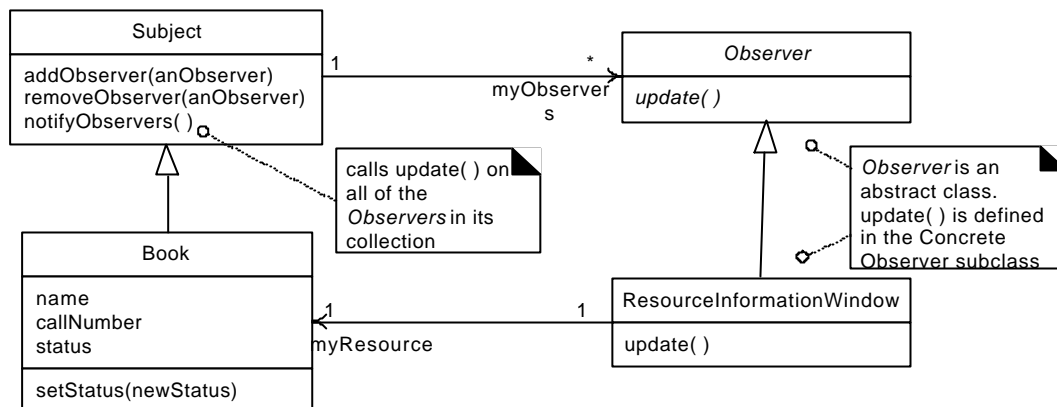 Subject
addObserver(anObserver)
removeObserver(anObserver)
notifyObservers( )
1
*
myObserver
s
Observer
update( )
calls update( ) on
all of the
Observers in its
collection
Observer is an
abstract class.
update( ) is defined
in the Concrete
Observer subclass
Book
name
callNumber
status
setStatus(newStatus)
1
1
myResource
ResourceInformationWindow
update( )